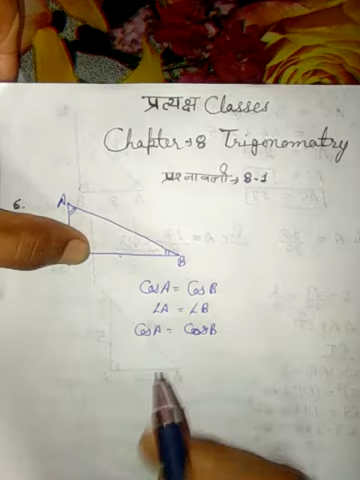 प्रत्यक्ष Classes
Chapter:8 Trigonometry
प्रश्नावली → 8.1
6.
A
B
CosA = CosB
∠A = ∠B
CosA = CosB